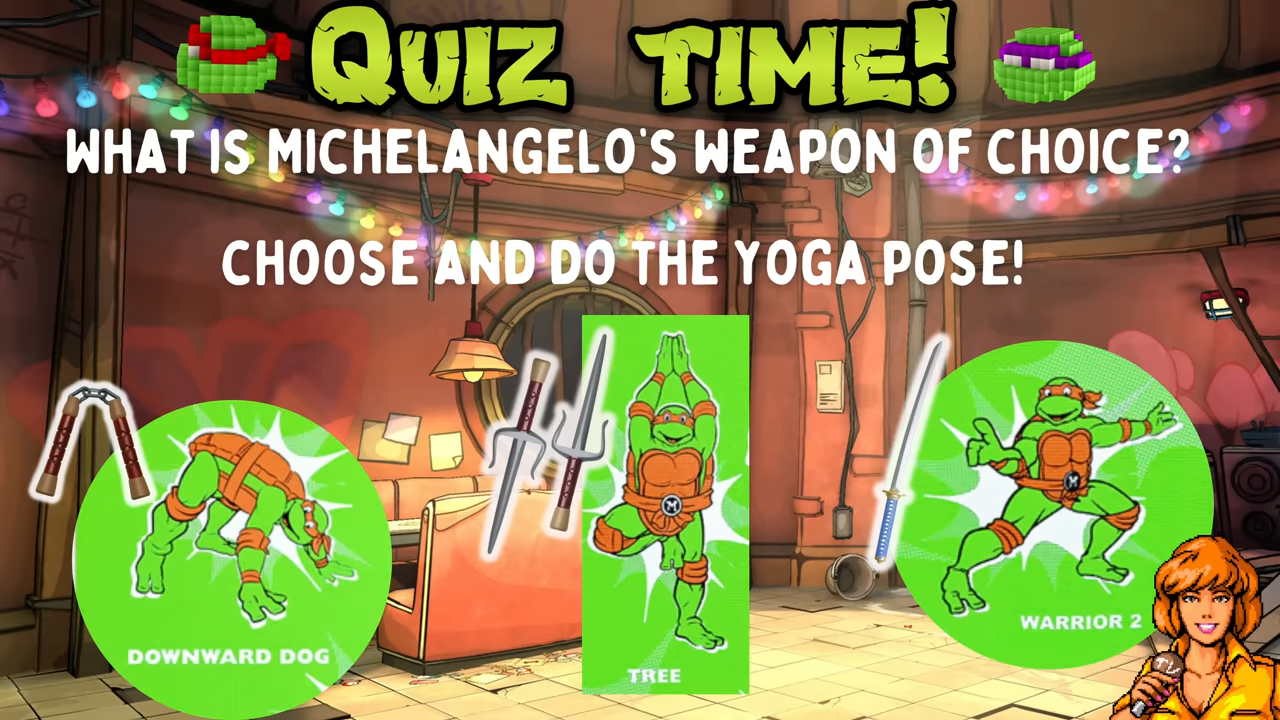 QUIZ TIME!
WHAT IS MICHELANGELO'S WEAPON OF CHOICE?
CHOOSE AND DO THE YOGA POSE!
M
M
WARRIOR 2
DOWNWARD DOG
TREE